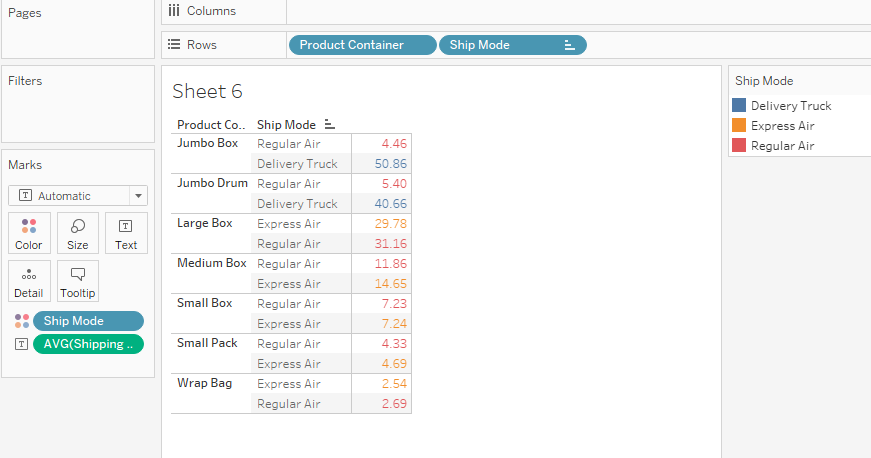 Pages
Columns
Rows Product Container Ship Mode
Filters
Marks
T Automatic
Color Size T Text
Detail Tooltip
Ship Mode
T AVG(Shipping ..
Sheet 6
Product Co.. Ship Mode
Jumbo Box Regular Air 4.46
Delivery Truck 50.86
Jumbo Drum Regular Air 5.40
Delivery Truck 40.66
Large Box Express Air 29.78
Regular Air 31.16
Medium Box Regular Air 11.86
Express Air 14.65
Small Box Regular Air 7.23
Express Air 7.24
Small Pack Regular Air 4.33
Express Air 4.69
Wrap Bag Express Air 2.54
Regular Air 2.69
Ship Mode
Delivery Truck
Express Air
Regular Air